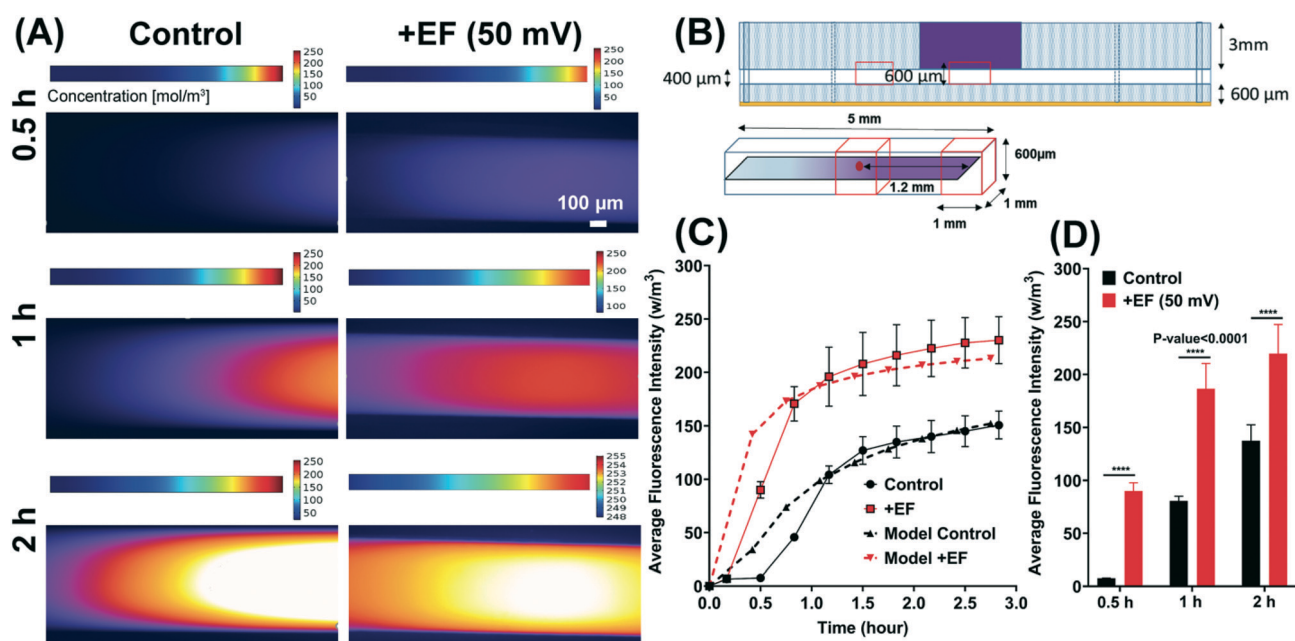 (A)
Control
+EF (50 mV)
250
200
150
100
50
250
200
150
100
50
Concentration [mol/m³]
0.5 h
100 µm
250
200
150
100
50
250
200
150
100
1 h
250
200
150
100
50
255
254
253
252
251
250
249
248
2 h
(B)
3mm
400 µm
600 µm
600 µm
5 mm
600µm
1.2 mm
1 mm
1 mm
(C)
Average Fluorescence Intensity (w/m³)
300
250
200
150
100
50
0
0.0
0.5
1.0
1.5
2.0
2.5
3.0
Time (hour)
Control
+EF
Model Control
Model +EF
(D)
Average Fluorescence Intensity (w/m³)
300
250
200
150
100
50
0
Control
+EF (50 mV)
P-value<0.0001
****
****
****
0.5 h
1 h
2 h